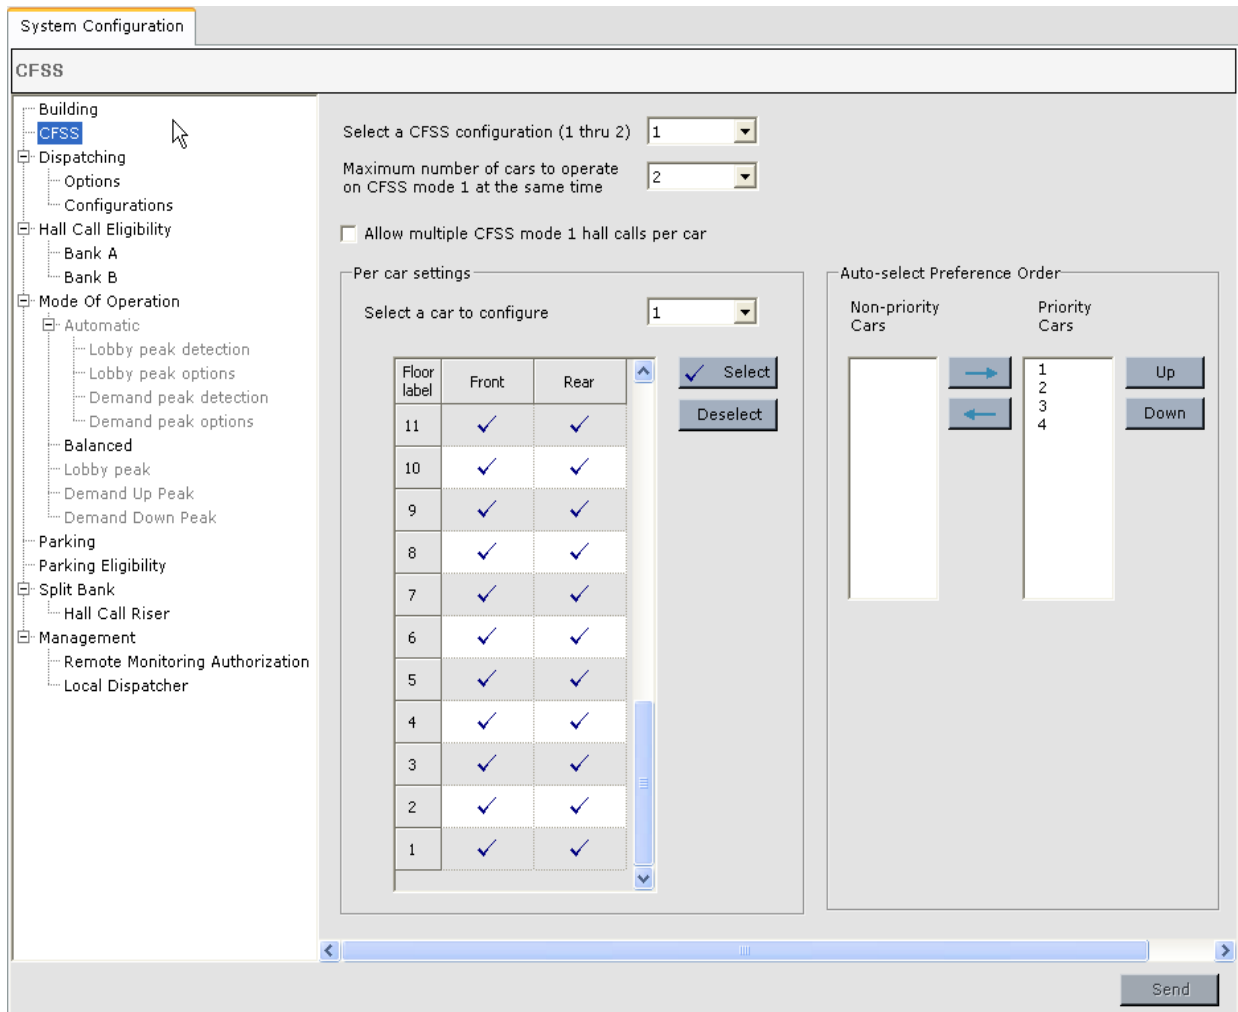 System Configuration
CFSS
Building
CFSS
Dispatching
Options
Configurations
Hall Call Eligibility
Bank A
Bank B
Mode Of Operation
Automatic
Lobby peak detection
Lobby peak options
Demand peak detection
Demand peak options
Balanced
Lobby peak
Demand Up Peak
Demand Down Peak
Parking
Parking Eligibility
Split Bank
Hall Call Riser
Management
Remote Monitoring Authorization
Local Dispatcher
Select a CFSS configuration (1 thru 2) 1
Maximum number of cars to operate
on CFSS mode 1 at the same time 2
Allow multiple CFSS mode 1 hall calls per car
Per car settings
Select a car to configure 1
Floor
label Front Rear
11
10
9
8
7
6
5
4
3
2
1
Select
Deselect
Auto-select Preference Order
Non-priority
Cars
Priority
Cars
1
2
3
4
Up
Down
Send